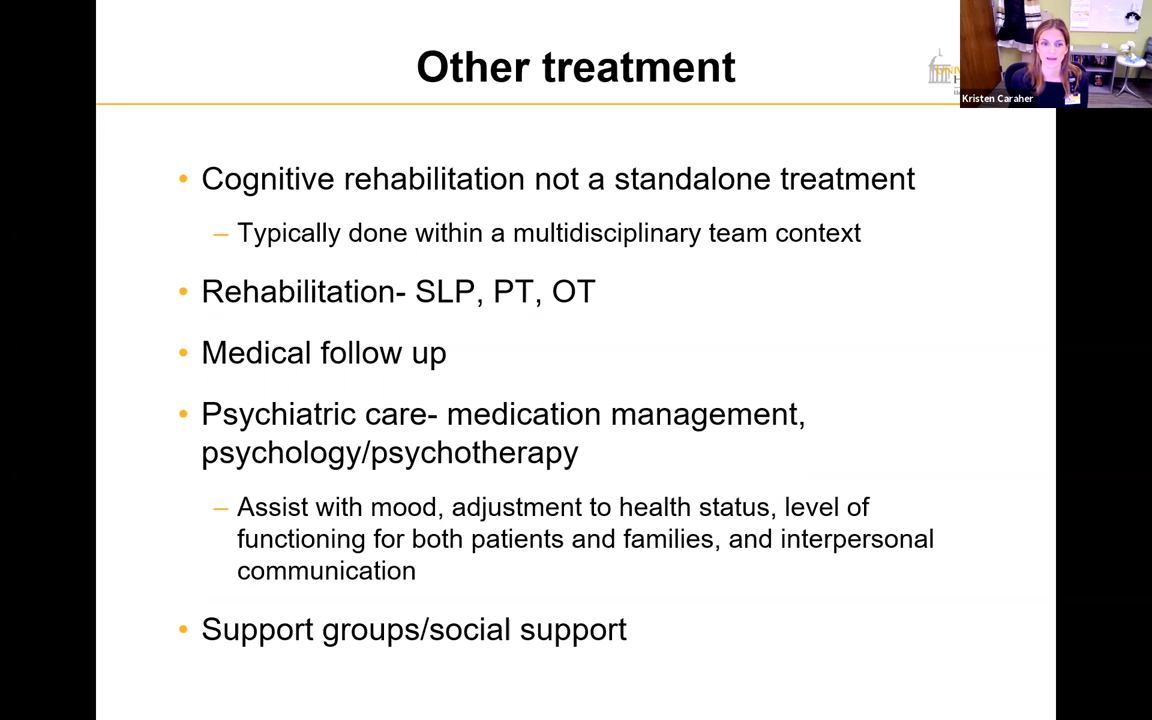 Other treatment
Kristen Caraher
• Cognitive rehabilitation not a standalone treatment
– Typically done within a multidisciplinary team context
• Rehabilitation- SLP, PT, OT
• Medical follow up
• Psychiatric care- medication management,
psychology/psychotherapy
– Assist with mood, adjustment to health status, level of
functioning for both patients and families, and interpersonal
communication
• Support groups/social support